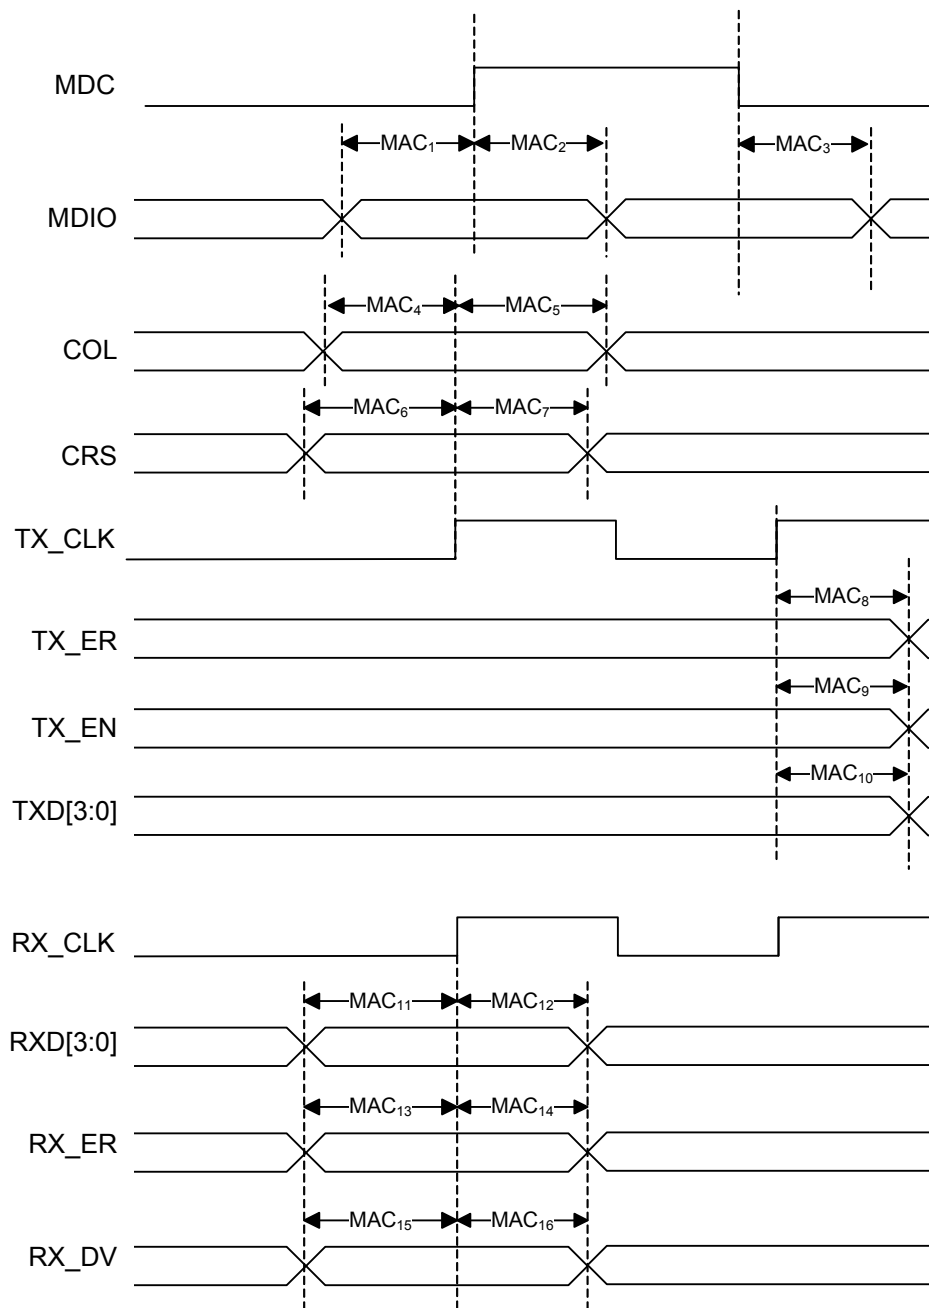 MDC
MAC₁ MAC₂ MAC₃
MDIO
MAC₄ MAC₅
COL
MAC₆ MAC₇
CRS
TX_CLK
MAC₈
TX_ER
MAC₉
TX_EN
MAC₁₀
TXD[3:0]
RX_CLK
MAC₁₁ MAC₁₂
RXD[3:0]
MAC₁₃ MAC₁₄
RX_ER
MAC₁₅ MAC₁₆
RX_DV